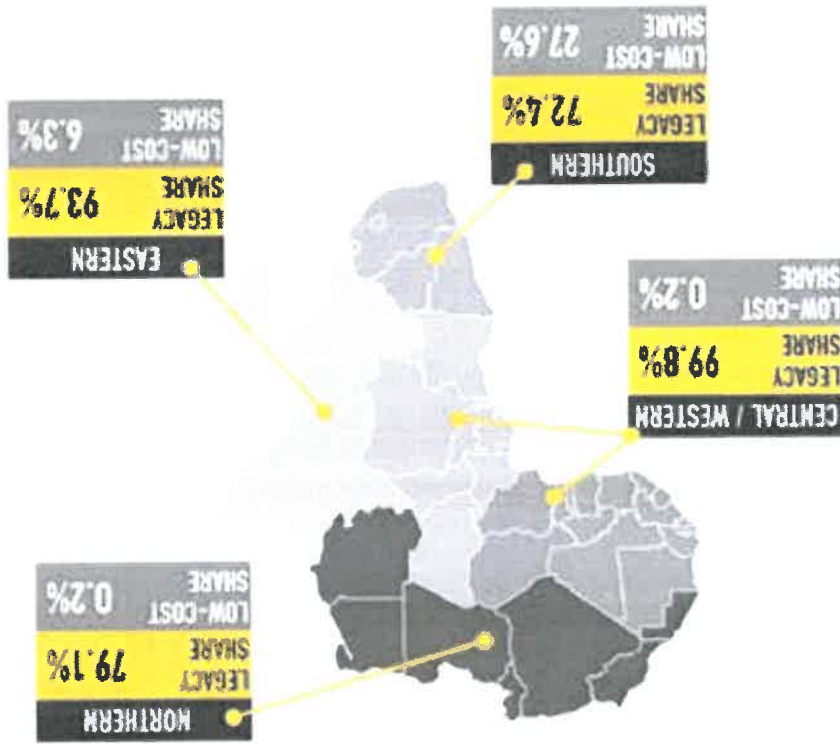 NORTHERN
LEGACY
SHARE
79.1%
LOW-COST
SHARE
0.2%
CENTRAL / WESTERN
LEGACY
SHARE
99.8%
LOW-COST
SHARE
0.2%
EASTERN
LEGACY
SHARE
93.7%
LOW-COST
SHARE
6.3%
SOUTHERN
LEGACY
SHARE
72.4%
LOW-COST
SHARE
27.6%